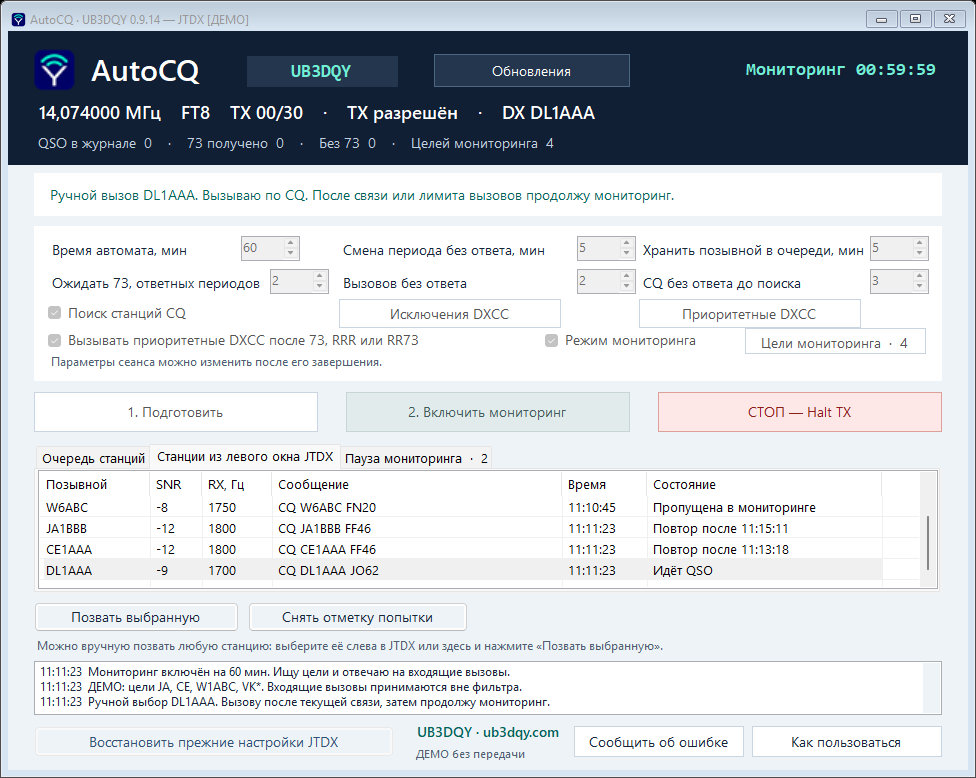 AutoCQ · UB3DQY 0.9.14 — JTDX [ДЕМО]
AutoCQ UB3DQY Обновления Мониторинг 00:59:59
14,074000 МГц FT8 TX 00/30 · TX разрешён · DX DL1AAA
QSO в журнале 0 · 73 получено 0 · Без 73 0 · Целей мониторинга 4
Ручной вызов DL1AAA. Вызываю по CQ. После связи или лимита вызовов продолжу мониторинг.
Время автомата, мин 60 Смена периода без ответа, мин 5 Хранить позывной в очереди, мин 5
Ожидать 73, ответных периодов 2 Вызовов без ответа 2 CQ без ответа до поиска 3
Поиск станций CQ Исключения DXCC Приоритетные DXCC
Вызывать приоритетные DXCC после 73, RRR или RR73 Режим мониторинга Цели мониторинга · 4
Параметры сеанса можно изменить после его завершения.
1. Подготовить 2. Включить мониторинг СТОП — Halt TX
Очередь станций Станции из левого окна JTDX Пауза мониторинга · 2
Позывной SNR RX, Гц Сообщение Время Состояние
W6ABC -8 1750 CQ W6ABC FN20 11:10:45 Пропущена в мониторинге
JA1BBB -12 1800 CQ JA1BBB FF46 11:11:23 Повтор после 11:15:11
CE1AAA -12 1800 CQ CE1AAA FF46 11:11:23 Повтор после 11:13:18
DL1AAA -9 1700 CQ DL1AAA JO62 11:11:23 Идёт QSO
Позвать выбранную Снять отметку попытки
Можно вручную позвать любую станцию: выберите её слева в JTDX или здесь и нажмите «Позвать выбранную».
11:11:23 Мониторинг включён на 60 мин. Ищу цели и отвечаю на входящие вызовы.
11:11:23 ДЕМО: цели JA, CE, W1ABC, VK*. Входящие вызовы принимаются вне фильтра.
11:11:23 Ручной выбор DL1AAA. Вызову после текущей связи, затем продолжу мониторинг.
Восстановить прежние настройки JTDX UB3DQY · ub3dqy.com Сообщить об ошибке Как пользоваться
ДЕМО без передачи